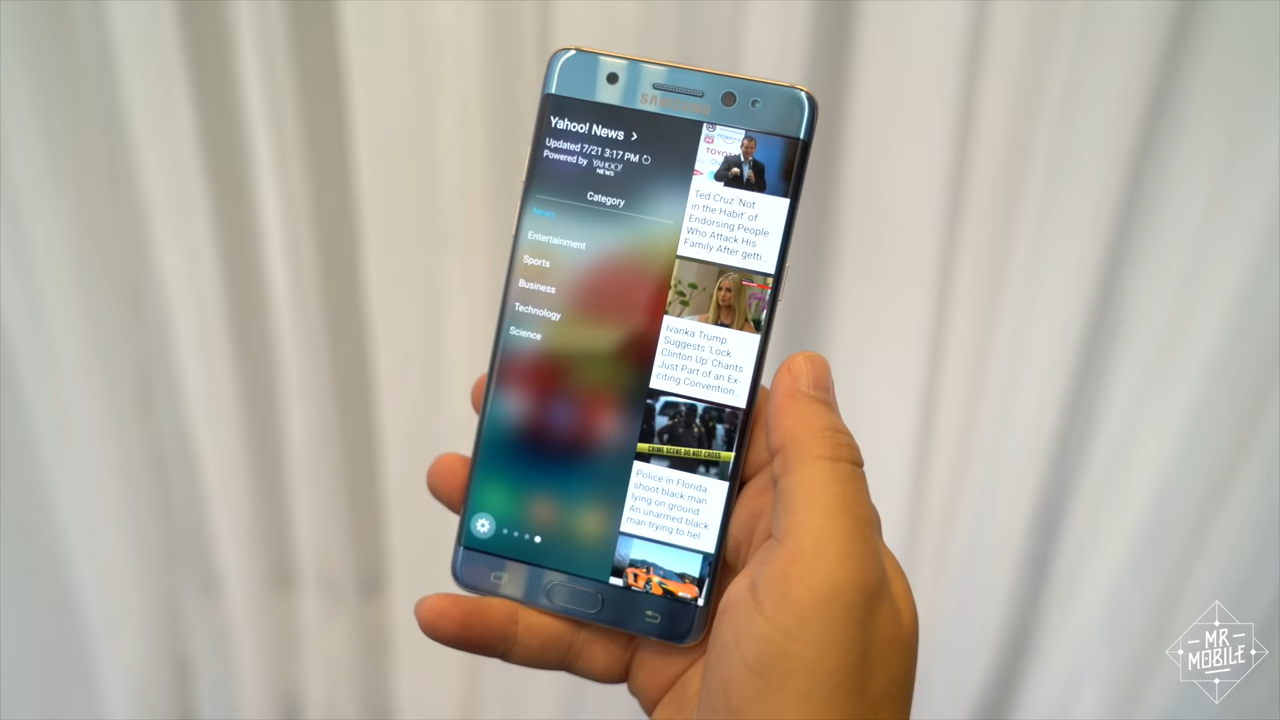 SAMSUNG
Yahoo! News >
Updated 7/21 3:17 PM
Powered by YAHOO!
NEWS
Category
News
Entertainment
Sports
Business
Technology
Science
TOYOT
Ted Cruz 'Not
in the Habit' of
Endorsing People
Who Attack His
Family After getti..
Ivanka Trump
Suggests 'Lock
Clinton Up' Chants
Just Part of an Ex-
citing Convention..
CRIME SCENE DO NOT CROSS
Police in Florida
shoot black man
lying on ground
An unarmed black
man trying to hel
MR
MOBILE